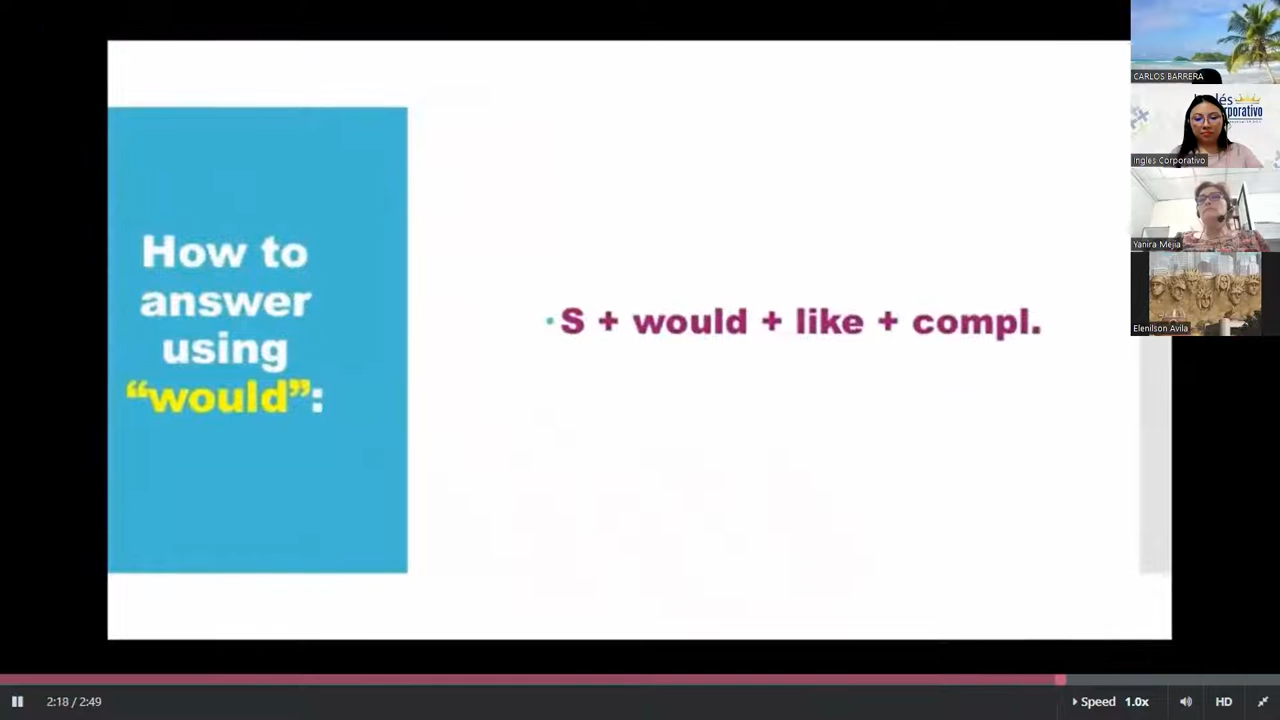 How to
answer
using
“would”:
• S + would + like + compl.
CARLOS BARRERA
Ingles Corporativo
Yanira Mejia
Elenilson Avila
2:18 / 2:49
Speed 1.0x
HD